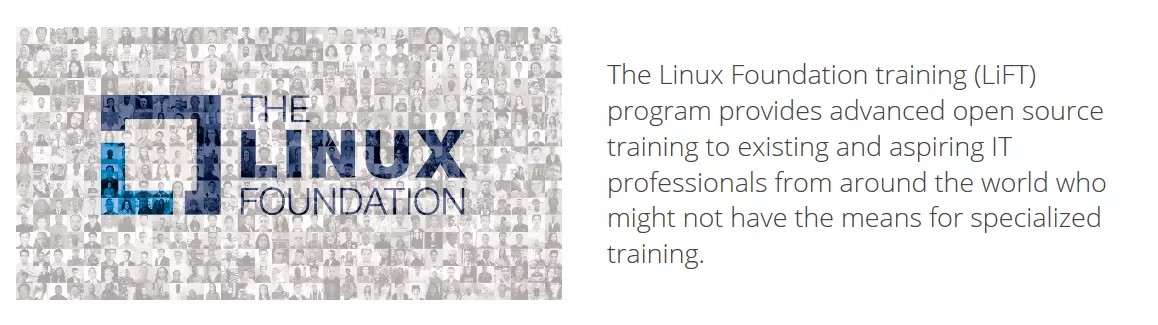 THE
LINUX
FOUNDATION
The Linux Foundation training (LiFT)
program provides advanced open source
training to existing and aspiring IT
professionals from around the world who
might not have the means for specialized
training.